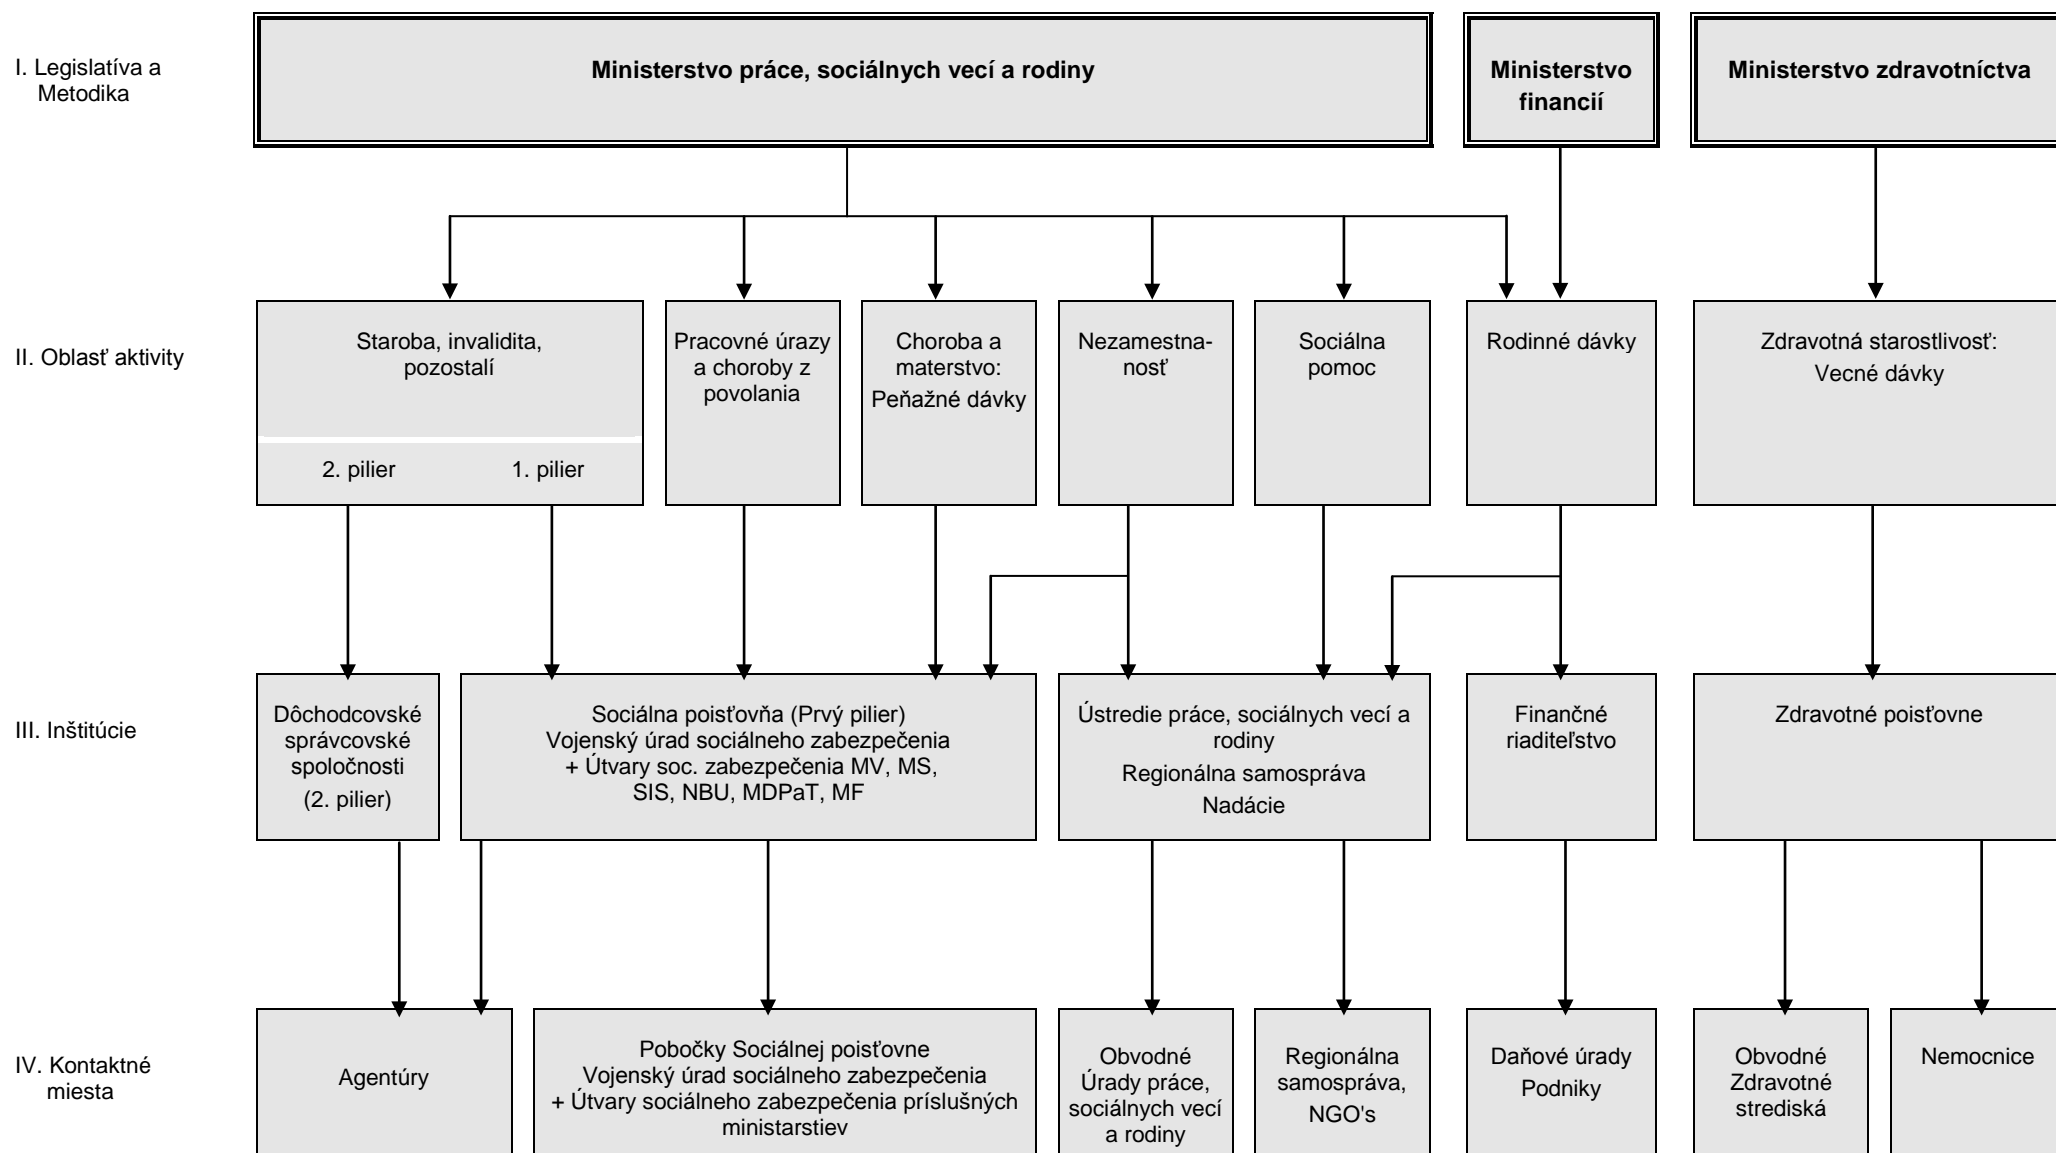 I. Legislatíva a
Metodika
Ministerstvo práce, sociálnych vecí a rodiny
Ministerstvo
financií
Ministerstvo zdravotníctva
II. Oblasť aktivity
Staroba, invalidita,
pozostalí
2. pilier
1. pilier
Pracovné úrazy
a choroby z
povolania
Choroba a
materstvo:
Peňažné dávky
Nezamestna-
nosť
Sociálna
pomoc
Rodinné dávky
Zdravotná starostlivosť:
Vecné dávky
III. Inštitúcie
Dôchodcovské
správcovské
spoločnosti
(2. pilier)
Sociálna poisťovňa (Prvý pilier)
Vojenský úrad sociálneho zabezpečenia
+ Útvary soc. zabezpečenia MV, MS,
SIS, NBU, MDPaT, MF
Ústredie práce, sociálnych vecí a
rodiny
Regionálna samospráva
Nadácie
Finančné
riaditeľstvo
Zdravotné poisťovne
IV. Kontaktné
miesta
Agentúry
Pobočky Sociálnej poisťovne
Vojenský úrad sociálneho zabezpečenia
+ Útvary sociálneho zabezpečenia príslušných
ministarstiev
Obvodné
Úrady práce,
sociálnych vecí
a rodiny
Regionálna
samospráva,
NGO's
Daňové úrady
Podniky
Obvodné
Zdravotné
strediská
Nemocnice